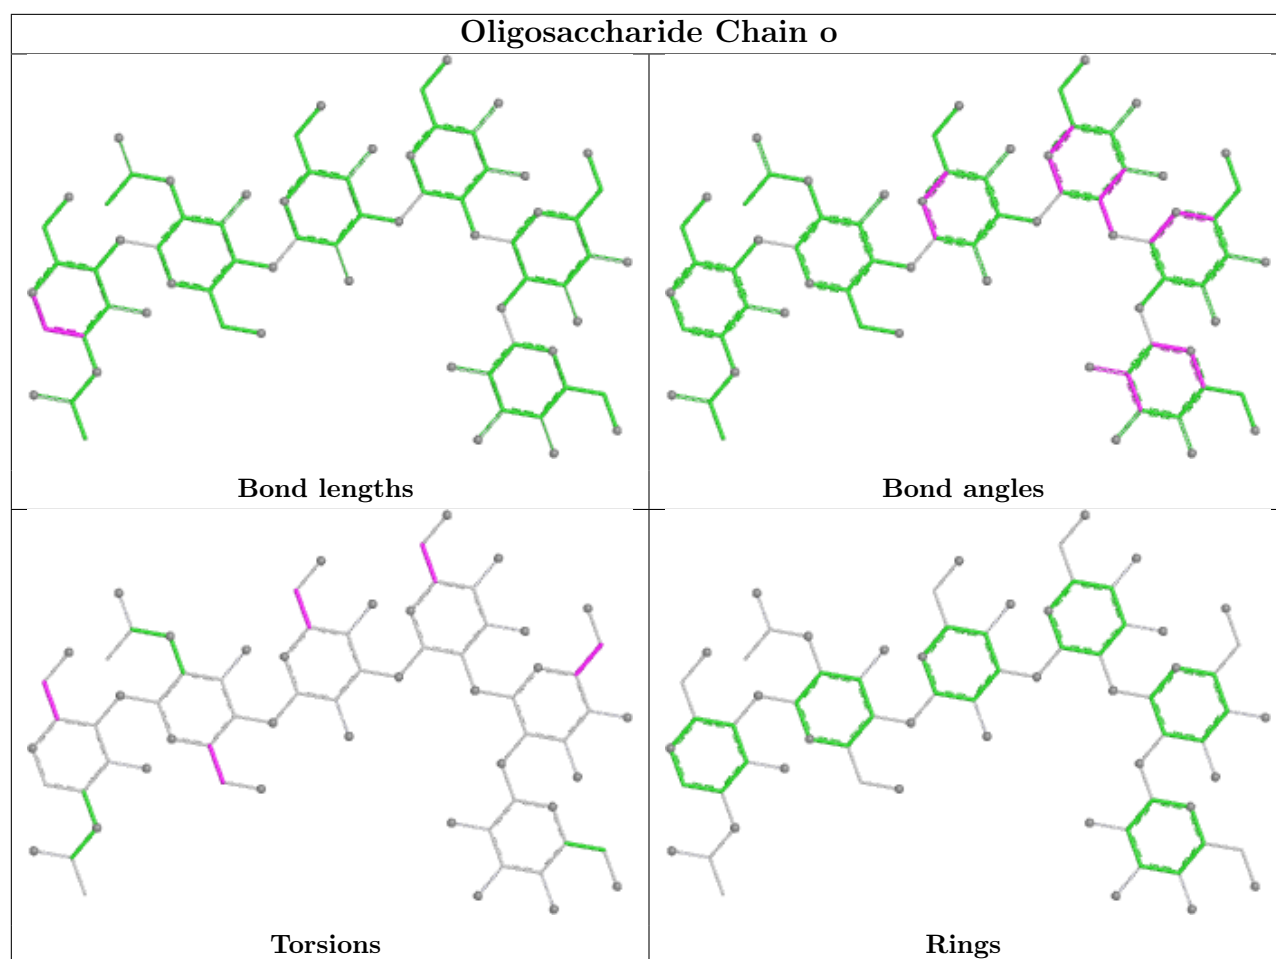 Oligosaccharide Chain o
Bond lengths
Bond angles
Torsions
Rings